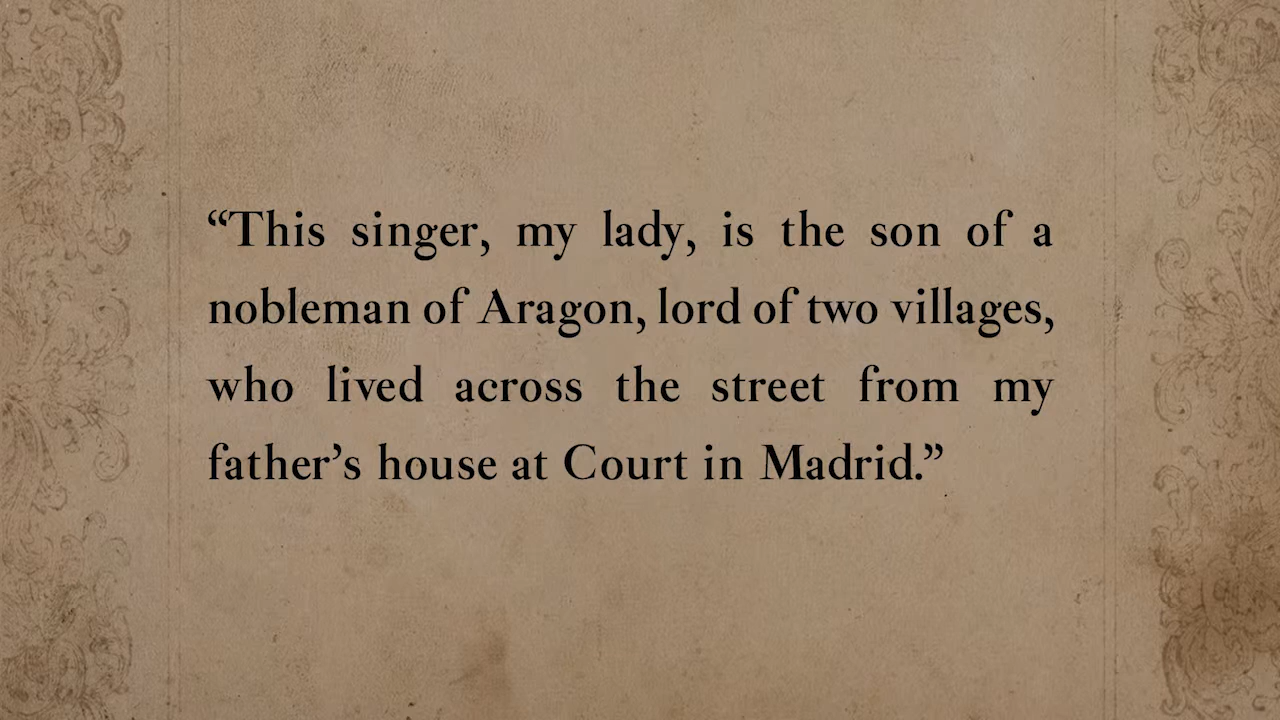 “This singer, my lady, is the son of a
nobleman of Aragon, lord of two villages,
who lived across the street from my
father’s house at Court in Madrid.”